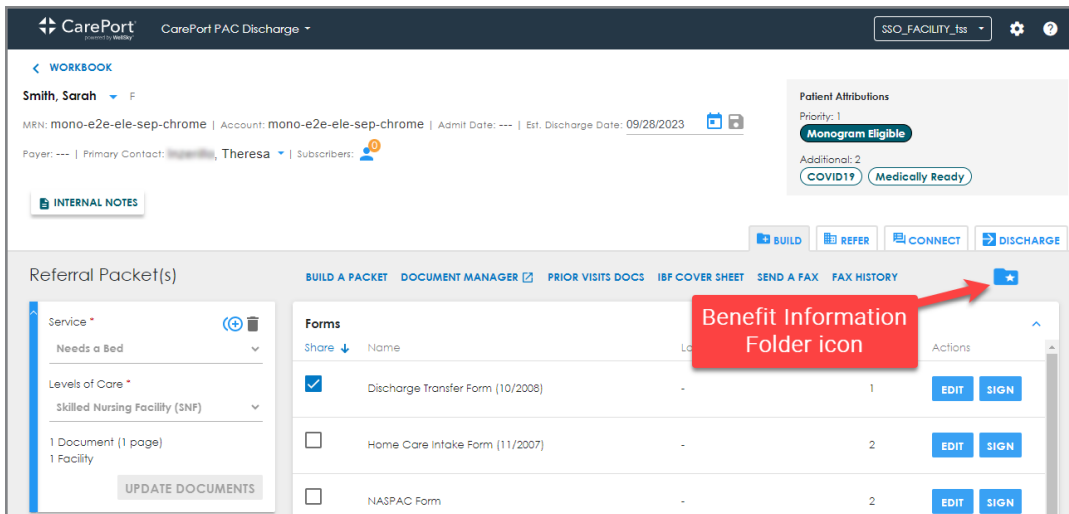 CarePort
powered by WellSky
CarePort PAC Discharge
SSO_FACILITY_tss
WORKBOOK
Smith, Sarah F
MRN: mono-e2e-ele-sep-chrome | Account: mono-e2e-ele-sep-chrome | Admit Date: --- | Est. Discharge Date: 09/28/2023
Payer: --- | Primary Contact: , Theresa | Subscribers: 0
Patient Attributions
Priority: 1
Monogram Eligible
Additional: 2
COVID19 Medically Ready
INTERNAL NOTES
BUILD REFER CONNECT DISCHARGE
Referral Packet(s)
BUILD A PACKET DOCUMENT MANAGER PRIOR VISITS DOCS IBF COVER SHEET SEND A FAX FAX HISTORY
Benefit Information
Folder icon
Service *
Needs a Bed
Levels of Care *
Skilled Nursing Facility (SNF)
1 Document (1 page)
1 Facility
UPDATE DOCUMENTS
Forms
Share Name Actions
Discharge Transfer Form (10/2008) - 1 EDIT SIGN
Home Care Intake Form (11/2007) - 2 EDIT SIGN
NASPAC Form - 2 EDIT SIGN